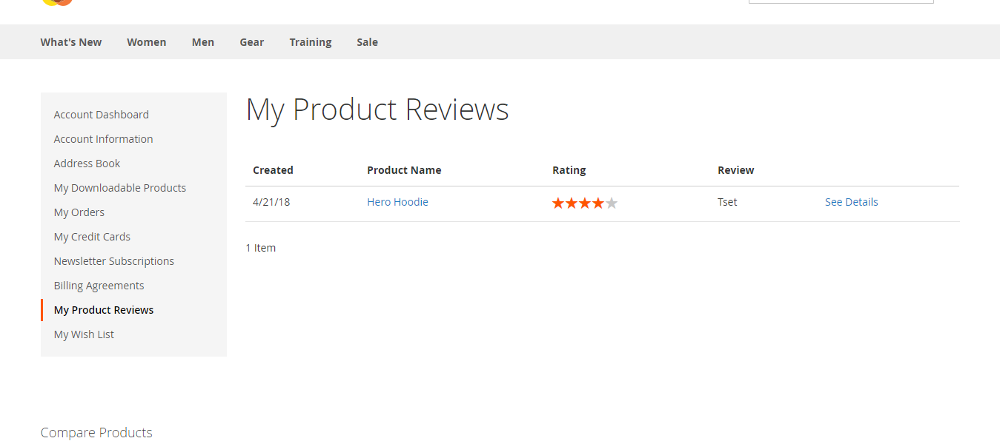 What's New Women Men Gear Training Sale
Account Dashboard
Account Information
Address Book
My Downloadable Products
My Orders
My Credit Cards
Newsletter Subscriptions
Billing Agreements
My Product Reviews
My Wish List
My Product Reviews
Created Product Name Rating Review
4/21/18 Hero Hoodie Tset See Details
1 Item
Compare Products